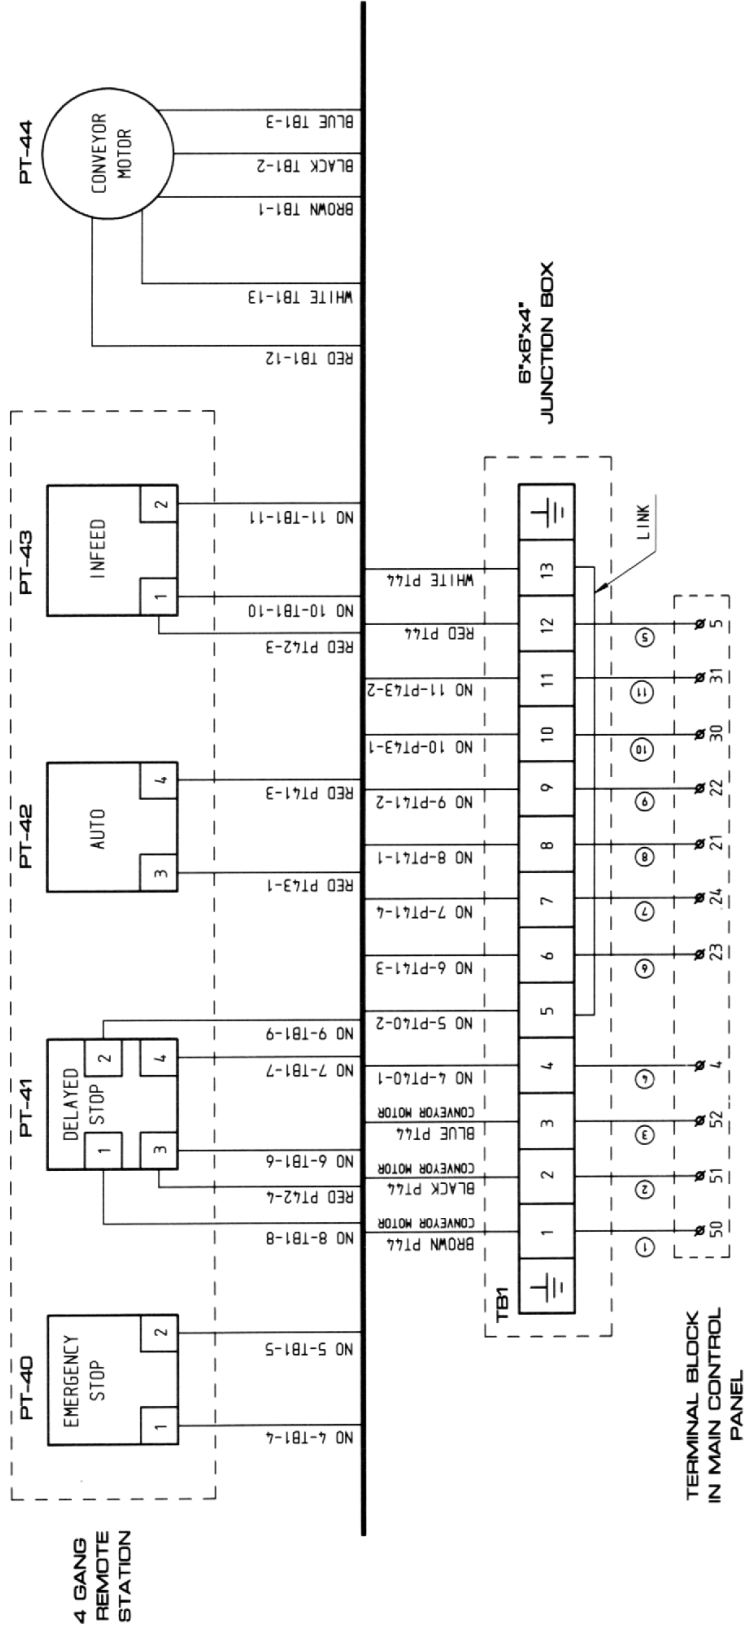 4 GANG
REMOTE
STATION
PT-40
EMERGENCY
STOP
1
2
PT-41
DELAYED
STOP
1
2
3
4
PT-42
AUTO
3
4
PT-43
INFEED
1
2
PT-44
CONVEYOR
MOTOR
NO 4-TB1-4
NO 5-TB1-5
NO 8-TB1-8
RED PT42-4
NO 6-TB1-6
NO 7-TB1-7
NO 9-TB1-9
RED PT43-1
RED PT41-3
RED PT42-3
NO 10-TB1-10
NO 11-TB1-11
RED TB1-12
WHITE TB1-13
BROWN TB1-1
BLACK TB1-2
BLUE TB1-3
BROWN PT44
CONVEYOR MOTOR
BLACK PT44
CONVEYOR MOTOR
BLUE PT44
CONVEYOR MOTOR
NO 4-PT40-1
NO 5-PT40-2
NO 6-PT41-3
NO 7-PT41-4
NO 8-PT41-1
NO 9-PT41-2
NO 10-PT43-1
NO 11-PT43-2
RED PT44
WHITE PT44
TB1
1
2
3
4
5
6
7
8
9
10
11
12
13
6"x6"x4"
JUNCTION BOX
LINK
1
2
3
4
6
7
8
9
10
11
5
TERMINAL BLOCK
IN MAIN CONTROL
PANEL
50
51
52
4
23
24
21
22
30
31
5